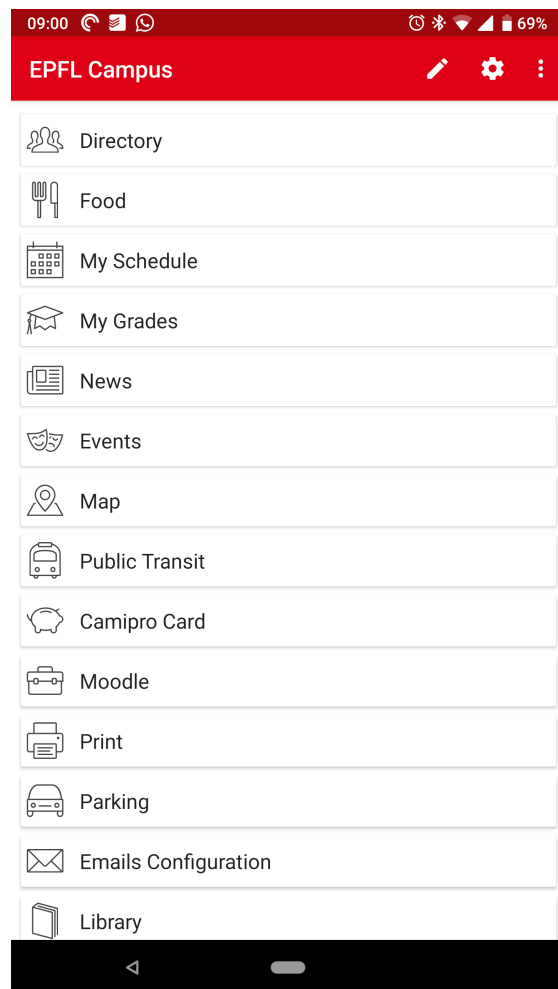 09:00 69%
EPFL Campus
Directory
Food
My Schedule
My Grades
News
Events
Map
Public Transit
Camipro Card
Moodle
Print
Parking
Emails Configuration
Library